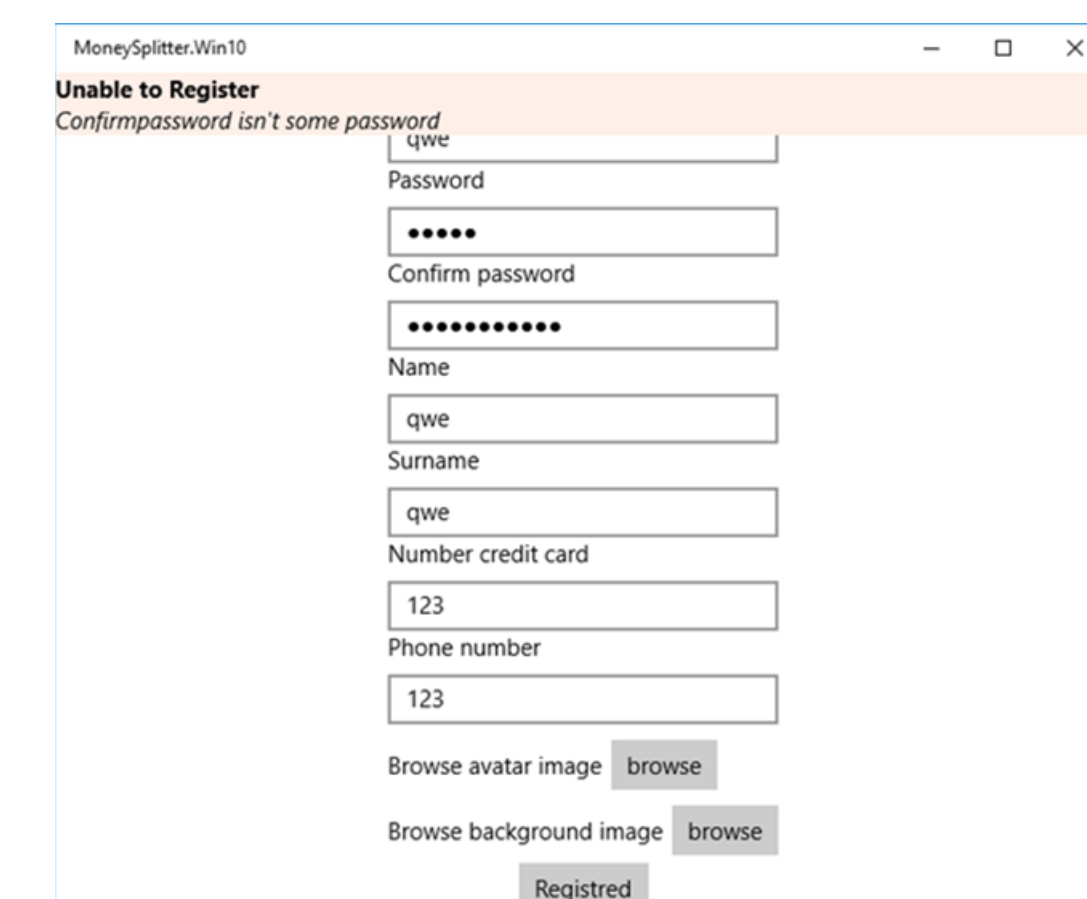 MoneySplitter.Win10
Unable to Register
Confirmpassword isn't some password
qwe
Password
•••••
Confirm password
•••••••••••
Name
qwe
Surname
qwe
Number credit card
123
Phone number
123
Browse avatar image browse
Browse background image browse
Registred